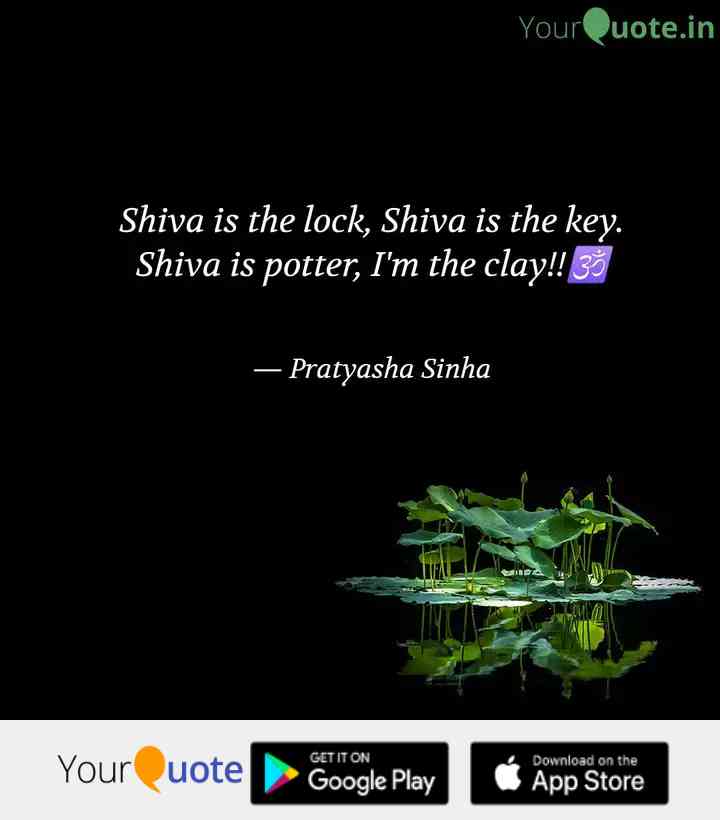 YourQuote.in
Shiva is the lock, Shiva is the key.
Shiva is potter, I'm the clay!!🕉
— Pratyasha Sinha
YourQuote
GET IT ON
Google Play
Download on the
App Store